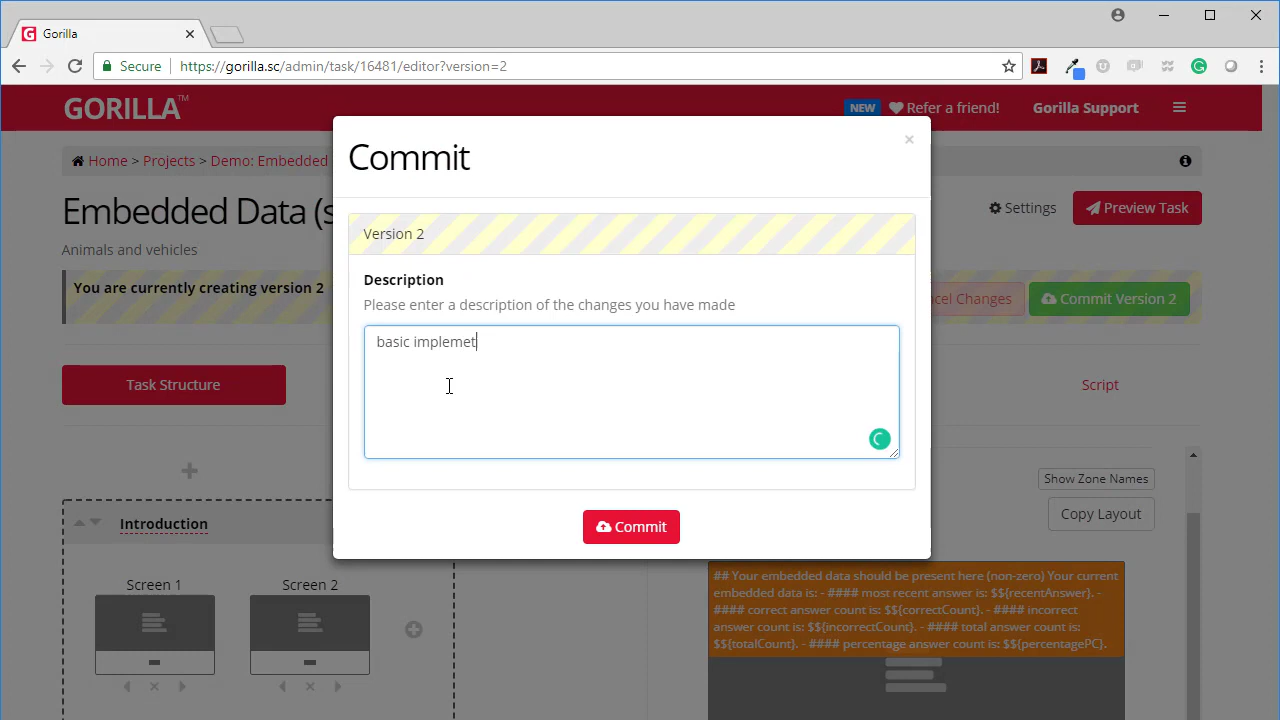 Gorilla
Secure
https://gorilla.sc/admin/task/16481/editor?version=2
GORILLA™
NEW Refer a friend!
Gorilla Support
Home > Projects > Demo: Embedded
Embedded Data (s
Settings
Preview Task
Animals and vehicles
You are currently creating version 2
ncel Changes
Commit Version 2
Commit
×
Version 2
Description
Please enter a description of the changes you have made
basic implemet
Commit
Task Structure
Script
Show Zone Names
Copy Layout
Introduction
Screen 1
Screen 2
## Your embedded data should be present here (non-zero) Your current
embedded data is: - #### most recent answer is: $${recentAnswer}. -
#### correct answer count is: $${correctCount}. - #### incorrect
answer count is: $${incorrectCount}. - #### total answer count is:
$${totalCount}. - #### percentage answer count is: $${percentagePC}.